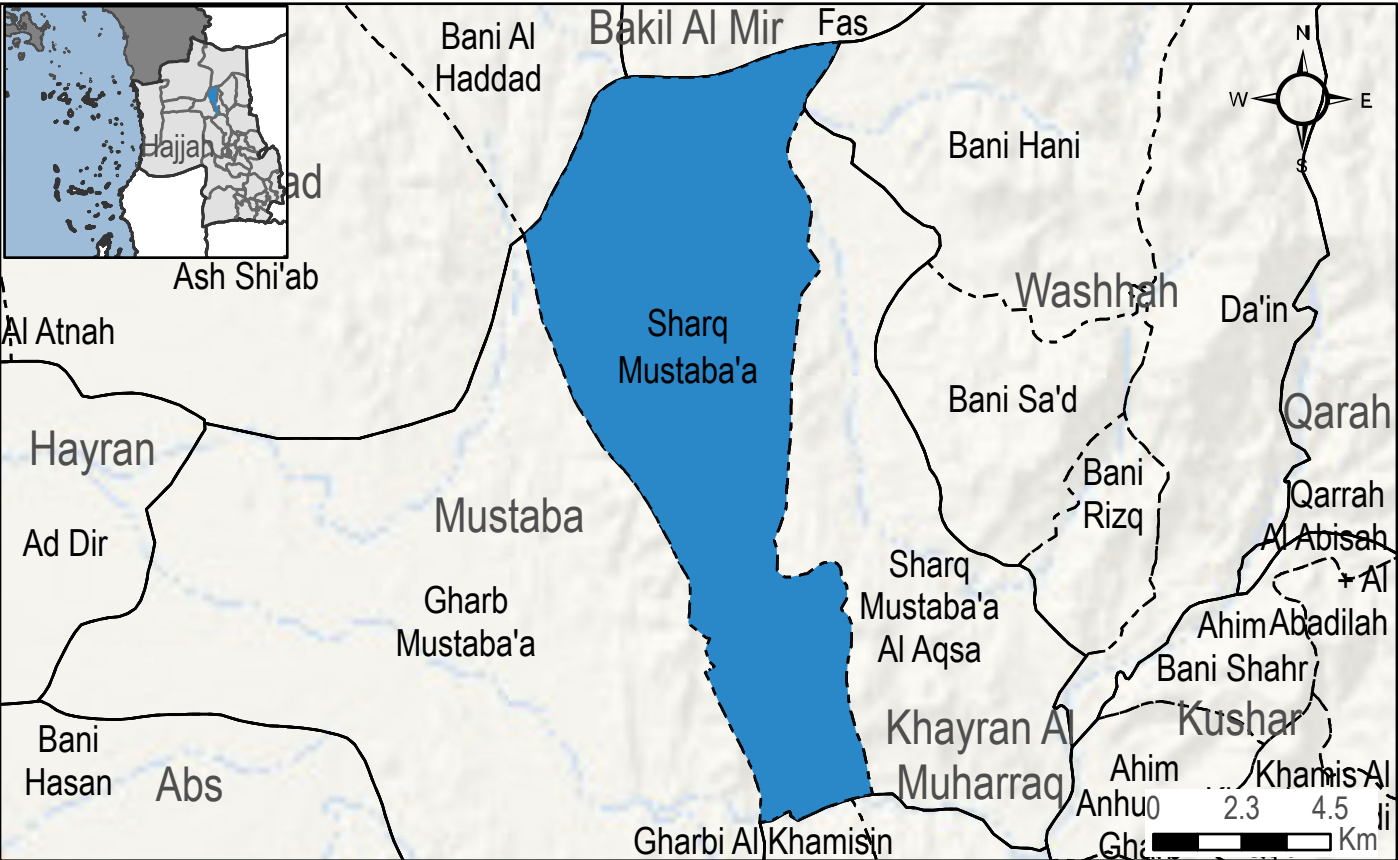 Bani Al
Haddad
Bakil Al Mir
Fas
N
W
E
S
Hajjah
ad
Bani Hani
Ash Shi'ab
Al Atnah
Washhah
Da'in
Sharq
Mustaba'a
Bani Sa'd
Qarah
Hayran
Bani
Rizq
Qarrah
Al Abisah
+ Al
Abadilah
Mustaba
Ad Dir
Sharq
Mustaba'a
Al Aqsa
Gharb
Mustaba'a
Ahim
Bani Shahr
Khayran Al
Muharraq
Kushar
Bani
Hasan
Abs
Ahim
Anhu
Gha
Khamis Al
di
Gharbi Al Khamisin
0 2.3 4.5
Km